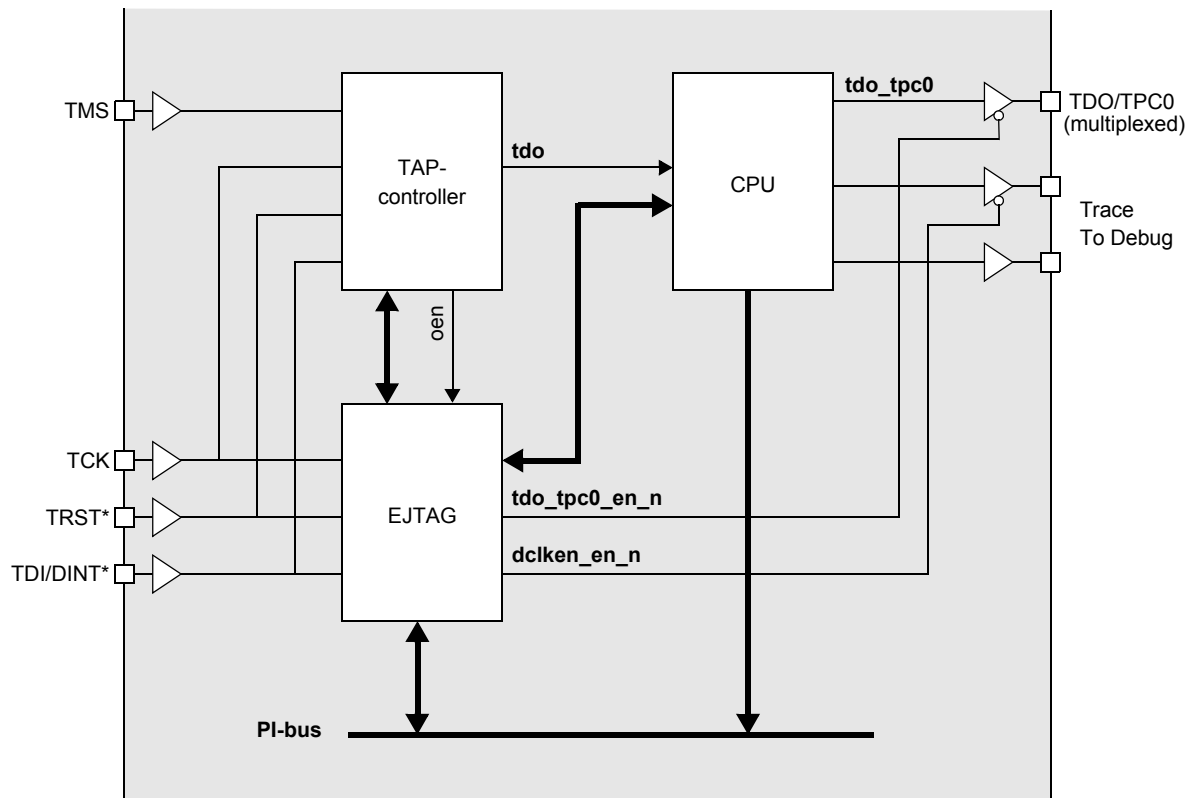 TMS
TAP-
controller
tdo
CPU
tdo_tpc0
TDO/TPC0
(multiplexed)
Trace
To Debug
oen
TCK
TRST*
TDI/DINT*
EJTAG
tdo_tpc0_en_n
dclken_en_n
PI-bus